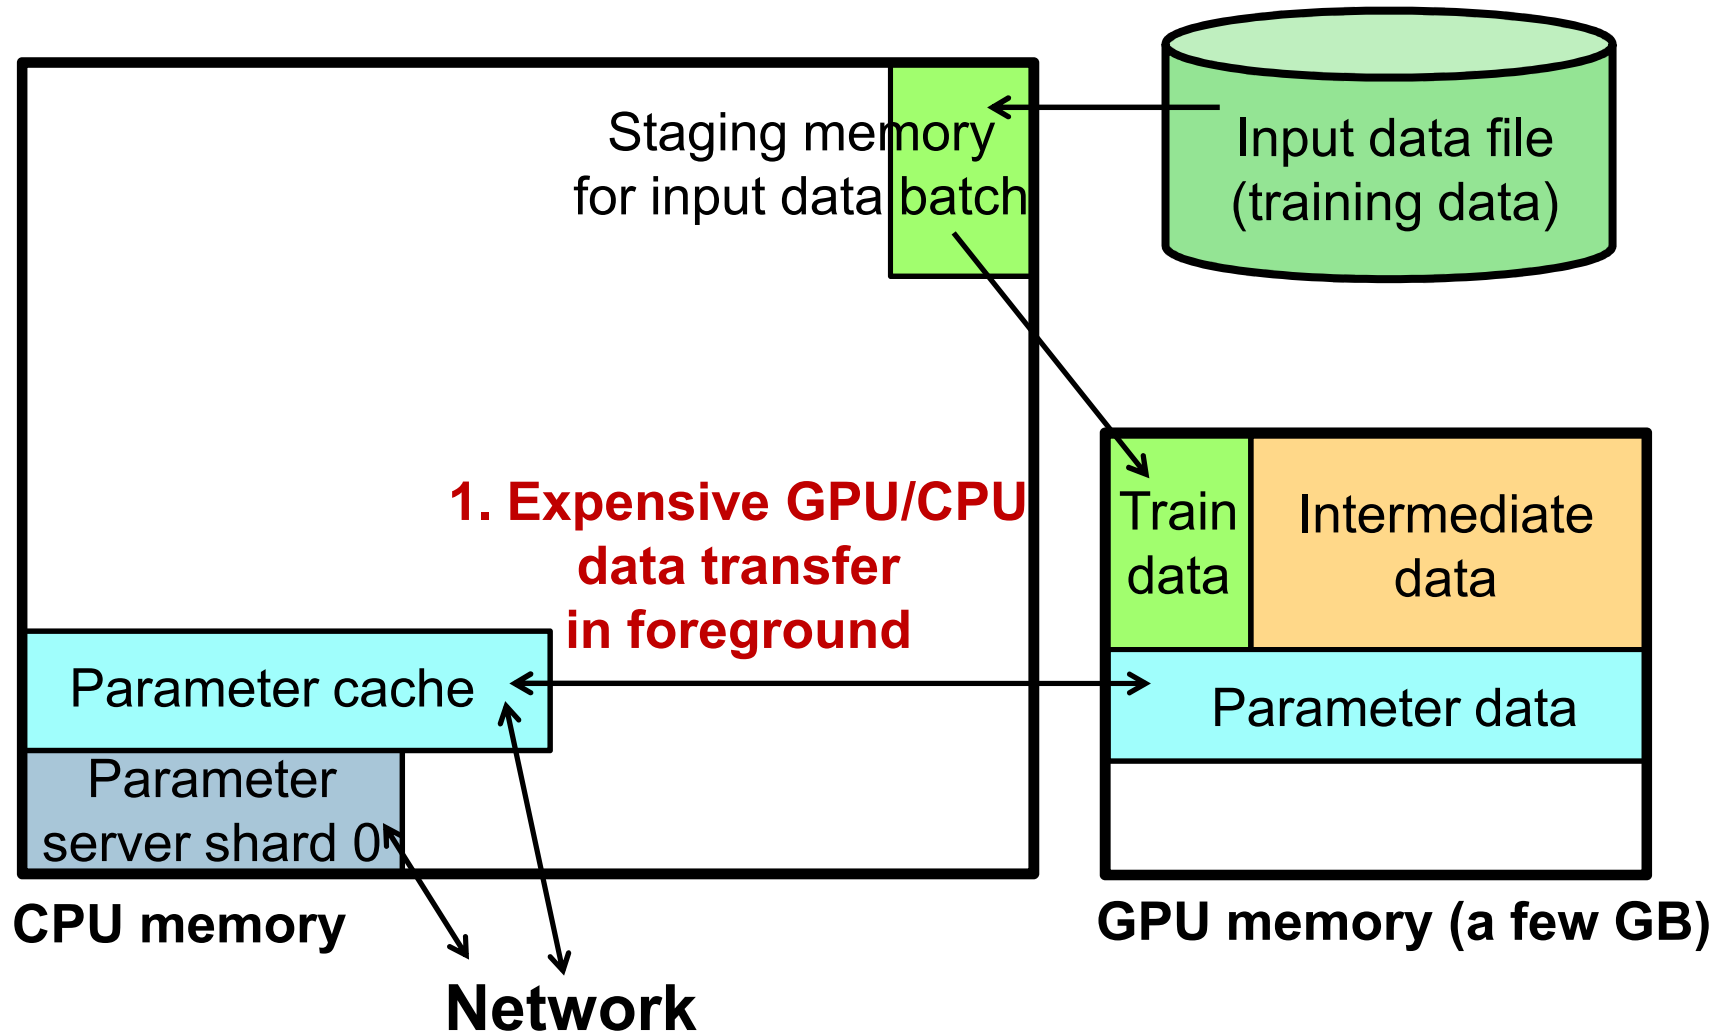 Staging memory
for input data batch
Input data file
(training data)
1. Expensive GPU/CPU
data transfer
in foreground
Train
data
Intermediate
data
Parameter cache
Parameter data
Parameter
server shard 0
CPU memory
GPU memory (a few GB)
Network